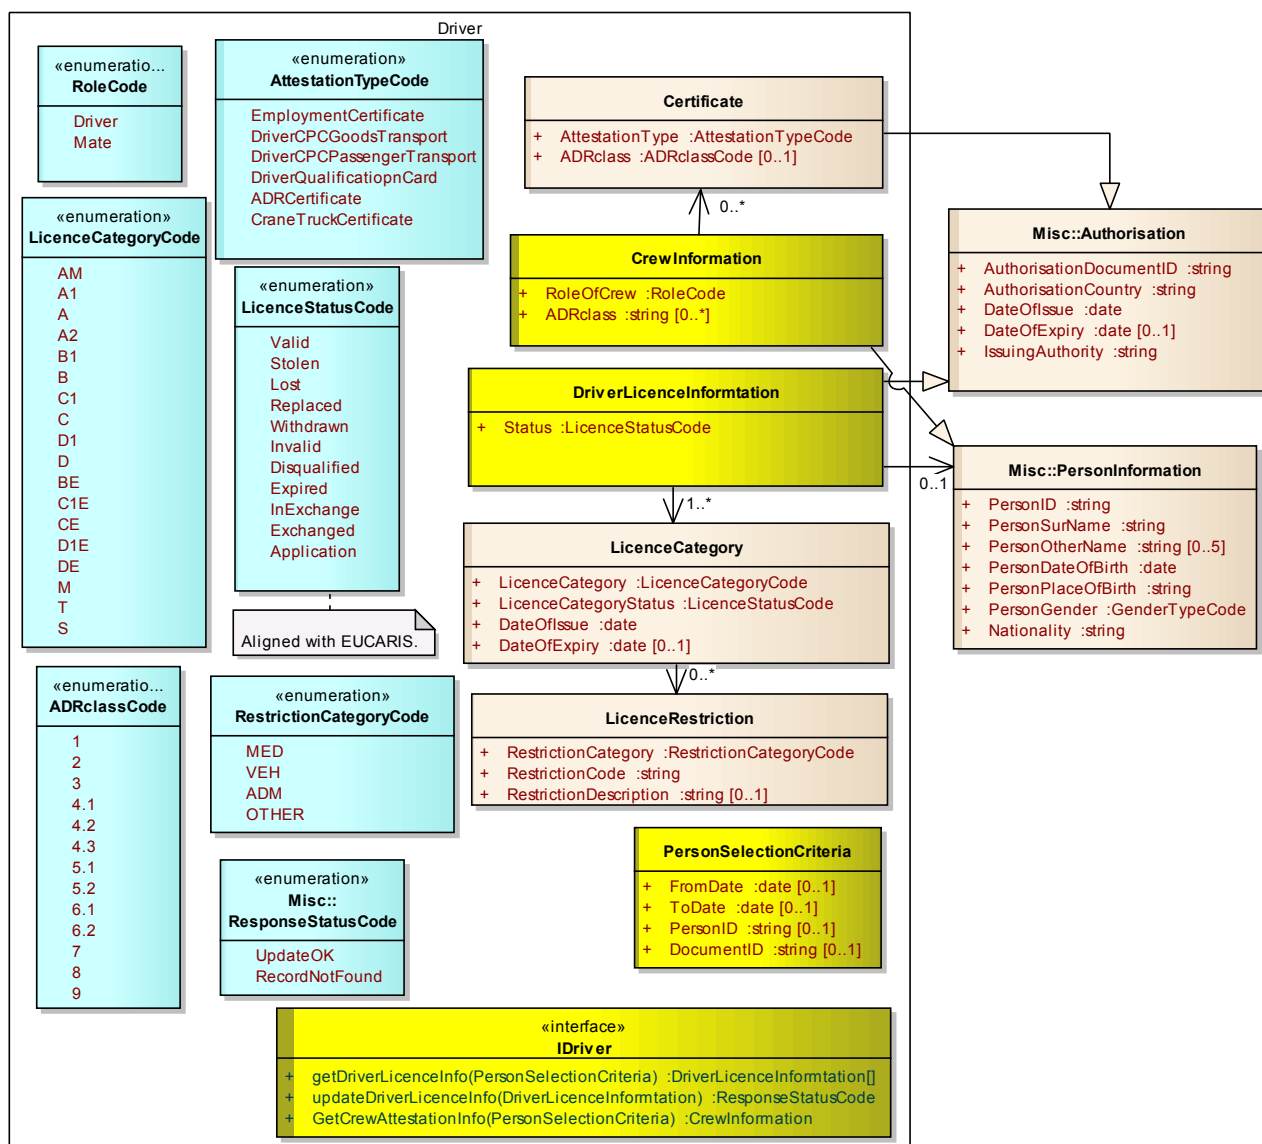 Driver
«enumeratio...
RoleCode
Driver
Mate
«enumeration»
AttestationTypeCode
EmploymentCertificate
DriverCPCGoodsTransport
DriverCPCPassengerTransport
DriverQualificatiopnCard
ADRCertificate
CraneTruckCertificate
Certificate
+ AttestationType :AttestationTypeCode
+ ADRclass :ADRclassCode [0..1]
0..*
«enumeration»
LicenceCategoryCode
AM
A1
A
A2
B1
B
C1
C
D1
D
BE
C1E
CE
D1E
DE
M
T
S
«enumeration»
LicenceStatusCode
Valid
Stolen
Lost
Replaced
Withdrawn
Invalid
Disqualified
Expired
InExchange
Exchanged
Application
Aligned with EUCARIS.
CrewInformation
+ RoleOfCrew :RoleCode
+ ADRclass :string [0..*]
Misc::Authorisation
+ AuthorisationDocumentID :string
+ AuthorisationCountry :string
+ DateOfIssue :date
+ DateOfExpiry :date [0..1]
+ IssuingAuthority :string
DriverLicenceInformtation
+ Status :LicenceStatusCode
0..1
1..*
Misc::PersonInformation
+ PersonID :string
+ PersonSurName :string
+ PersonOtherName :string [0..5]
+ PersonDateOfBirth :date
+ PersonPlaceOfBirth :string
+ PersonGender :GenderTypeCode
+ Nationality :string
LicenceCategory
+ LicenceCategory :LicenceCategoryCode
+ LicenceCategoryStatus :LicenceStatusCode
+ DateOfIssue :date
+ DateOfExpiry :date [0..1]
0..*
«enumeratio...
ADRclassCode
1
2
3
4.1
4.2
4.3
5.1
5.2
6.1
6.2
7
8
9
«enumeration»
RestrictionCategoryCode
MED
VEH
ADM
OTHER
LicenceRestriction
+ RestrictionCategory :RestrictionCategoryCode
+ RestrictionCode :string
+ RestrictionDescription :string [0..1]
«enumeration»
Misc::
ResponseStatusCode
UpdateOK
RecordNotFound
PersonSelectionCriteria
+ FromDate :date [0..1]
+ ToDate :date [0..1]
+ PersonID :string [0..1]
+ DocumentID :string [0..1]
«interface»
IDriver
+ getDriverLicenceInfo(PersonSelectionCriteria) :DriverLicenceInformtation[]
+ updateDriverLicenceInfo(DriverLicenceInformtation) :ResponseStatusCode
+ GetCrewAttestationInfo(PersonSelectionCriteria) :CrewInformation